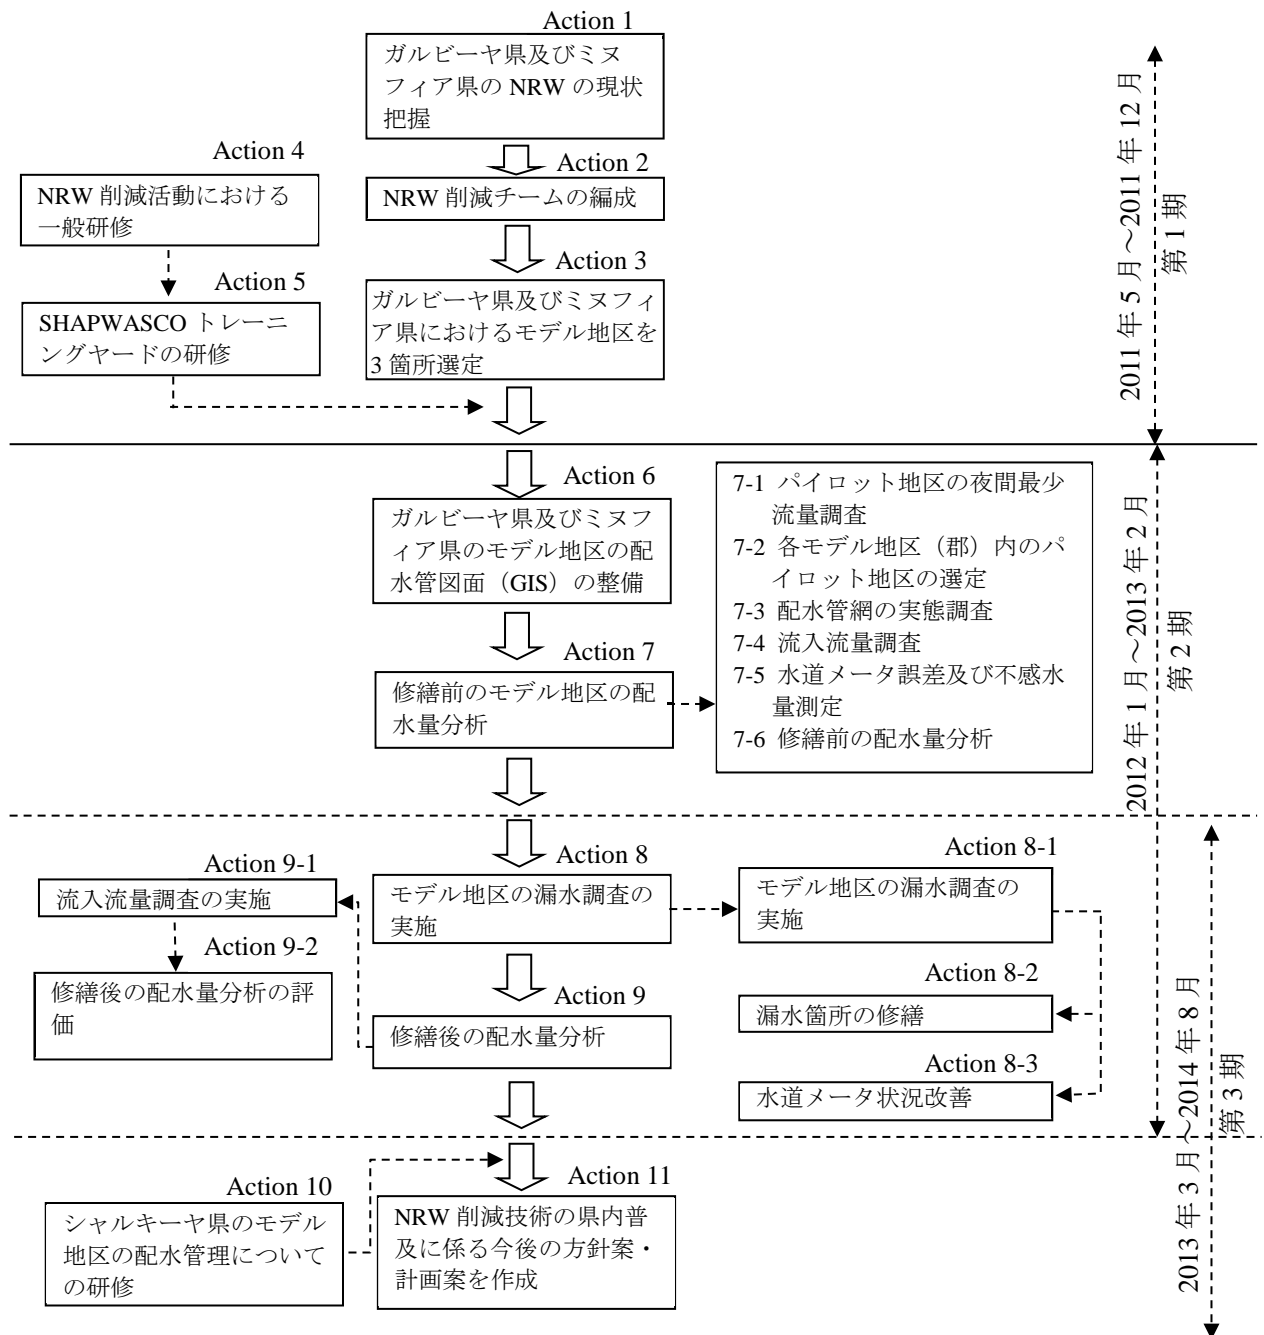 Action 1
ガルビーヤ県及びミヌ
フィア県の NRW の現状
把握
Action 2
NRW 削減チームの編成
Action 4
NRW 削減活動における
一般研修
Action 5
SHAPWASCO トレーニ
ングヤードの研修
Action 3
ガルビーヤ県及びミヌフィ
ア県におけるモデル地区を
3 箇所選定
2011 年 5 月～2011 年 12 月
第 1 期
Action 6
ガルビーヤ県及びミヌフ
ィア県のモデル地区の配
水管図面（GIS）の整備
Action 7
修繕前のモデル地区の配
水量分析
7-1 パイロット地区の夜間最少
流量調査
7-2 各モデル地区（郡）内のパ
イロット地区の選定
7-3 配水管網の実態調査
7-4 流入流量調査
7-5 水道メータ誤差及び不感水
量測定
7-6 修繕前の配水量分析
2012 年 1 月～2013 年 2 月
第 2 期
Action 8
モデル地区の漏水調査の
実施
Action 8-1
モデル地区の漏水調査の
実施
Action 8-2
漏水箇所の修繕
Action 8-3
水道メータ状況改善
Action 9
修繕後の配水量分析
Action 9-1
流入流量調査の実施
Action 9-2
修繕後の配水量分析の評
価
Action 10
シャルキーヤ県のモデル
地区の配水管理について
の研修
Action 11
NRW 削減技術の県内普
及に係る今後の方針案・
計画案を作成
2013 年 3 月～2014 年 8 月
第 3 期